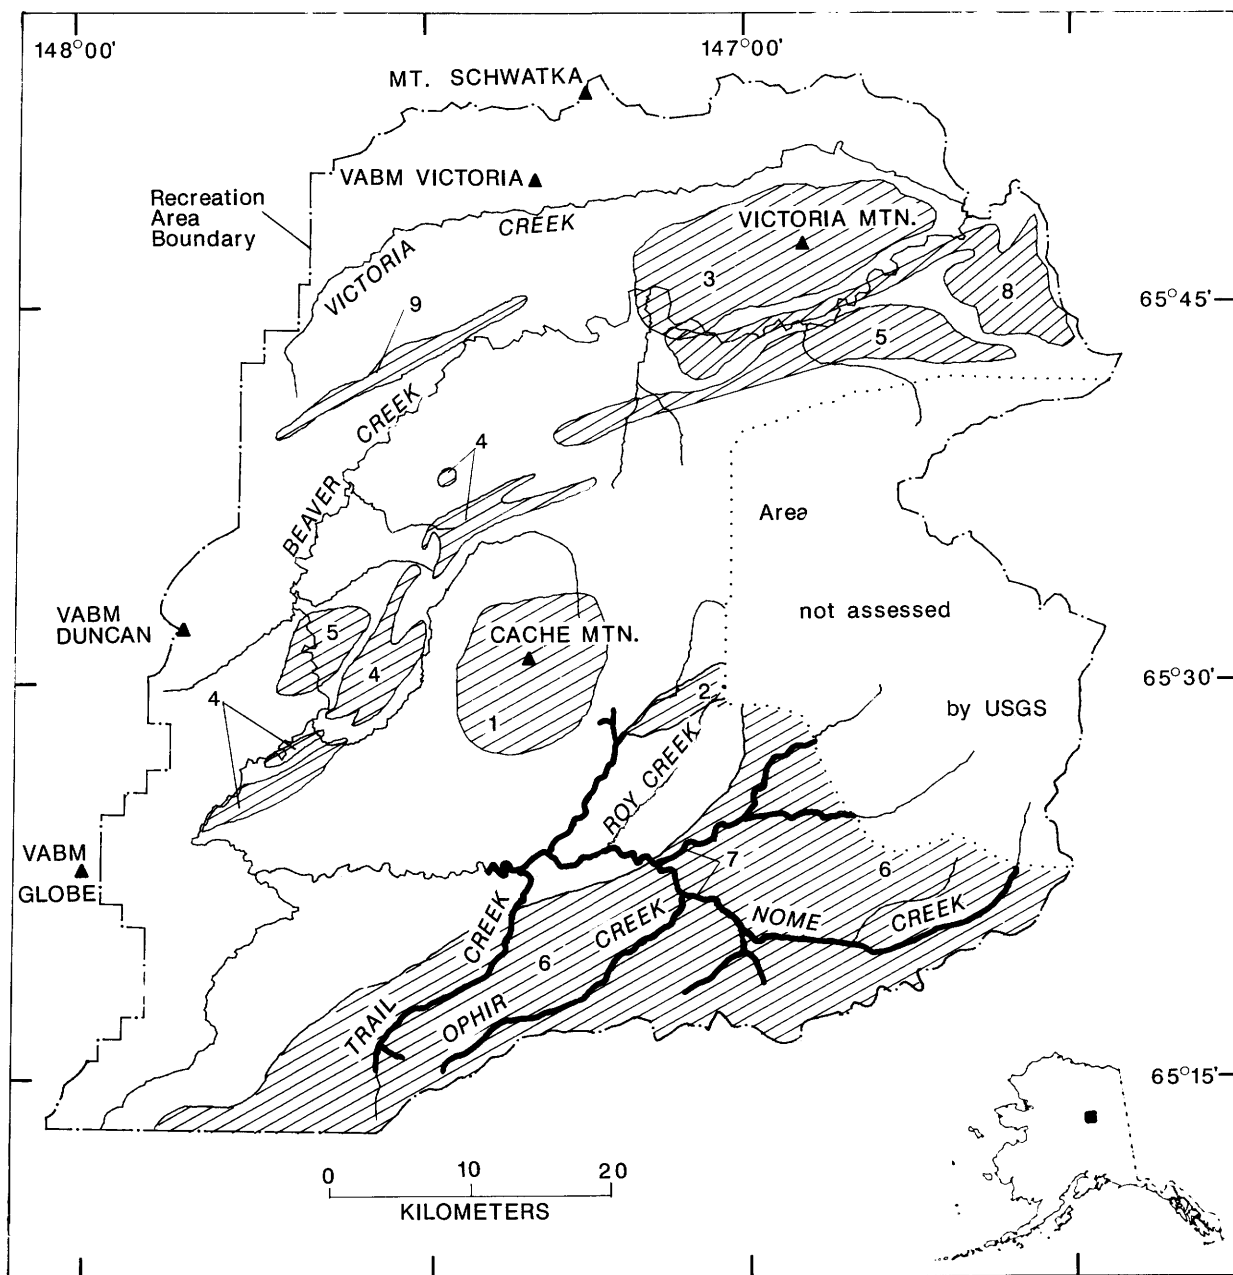 148°00'
147°00'
MT. SCHWATKA
VABM VICTORIA
Recreation
Area
Boundary
VICTORIA
CREEK
VICTORIA MTN.
3
9
8
65°45'
5
CREEK
4
BEAVER
Area
VABM
DUNCAN
not assessed
5
CACHE MTN.
4
65°30'
4
2
1
by USGS
ROY CREEK
VABM
GLOBE
7
6
CREEK
CREEK
NOME
CREEK
6
TRAIL
OPHIR
65°15'
0
10
20
KILOMETERS